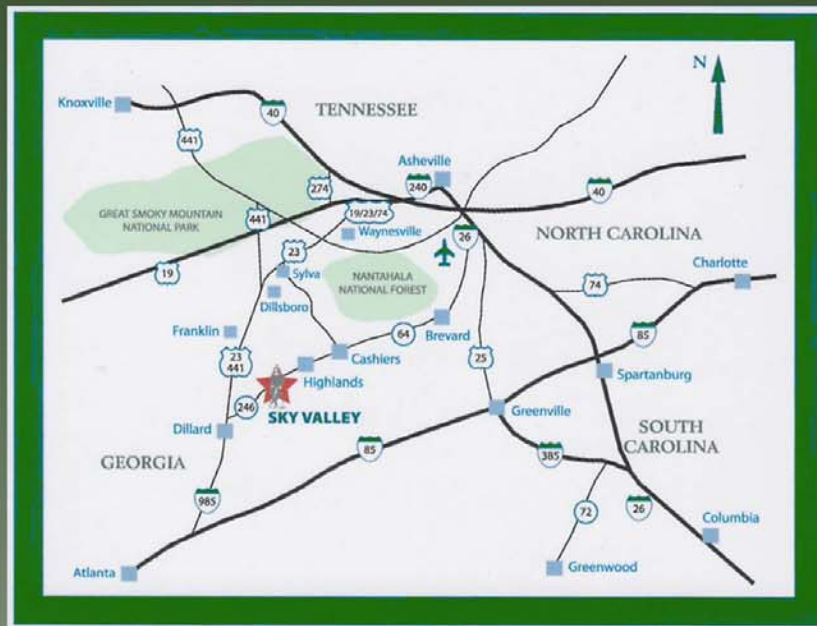 N
Knoxville
40
TENNESSEE
441
Asheville
274
240
40
GREAT SMOKY MOUNTAIN
NATIONAL PARK
441
19/23/74
Waynesville
26
NORTH CAROLINA
23
Sylva
19
NANTAHALA
NATIONAL FOREST
Charlotte
74
Dillsboro
Franklin
64
Brevard
85
23
441
Cashiers
25
Highlands
Spartanburg
246
SKY VALLEY
Greenville
Dillard
SOUTH
CAROLINA
GEORGIA
85
385
985
72
26
Columbia
Atlanta
Greenwood